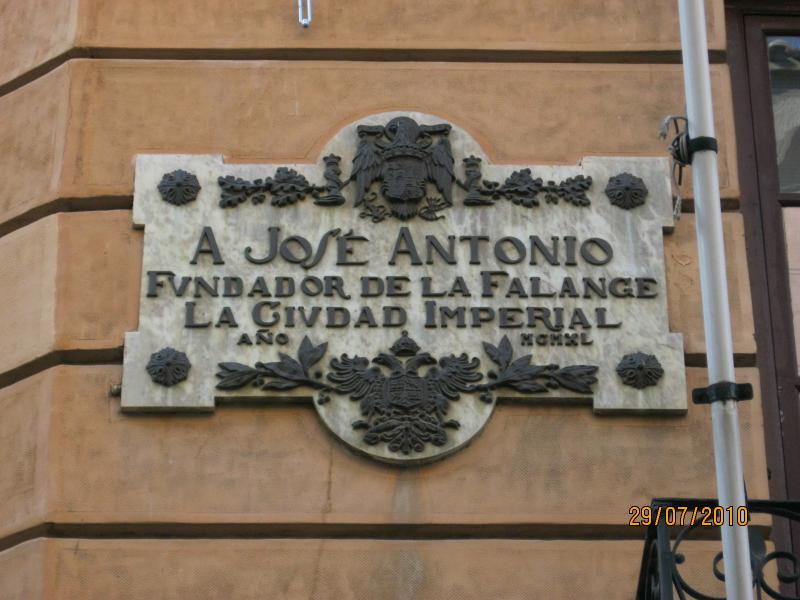 A JOSÉ ANTONIO
FVNDADOR DE LA FALANGE
LA CIVDAD IMPERIAL
AÑO MCMXL
29/07/2010